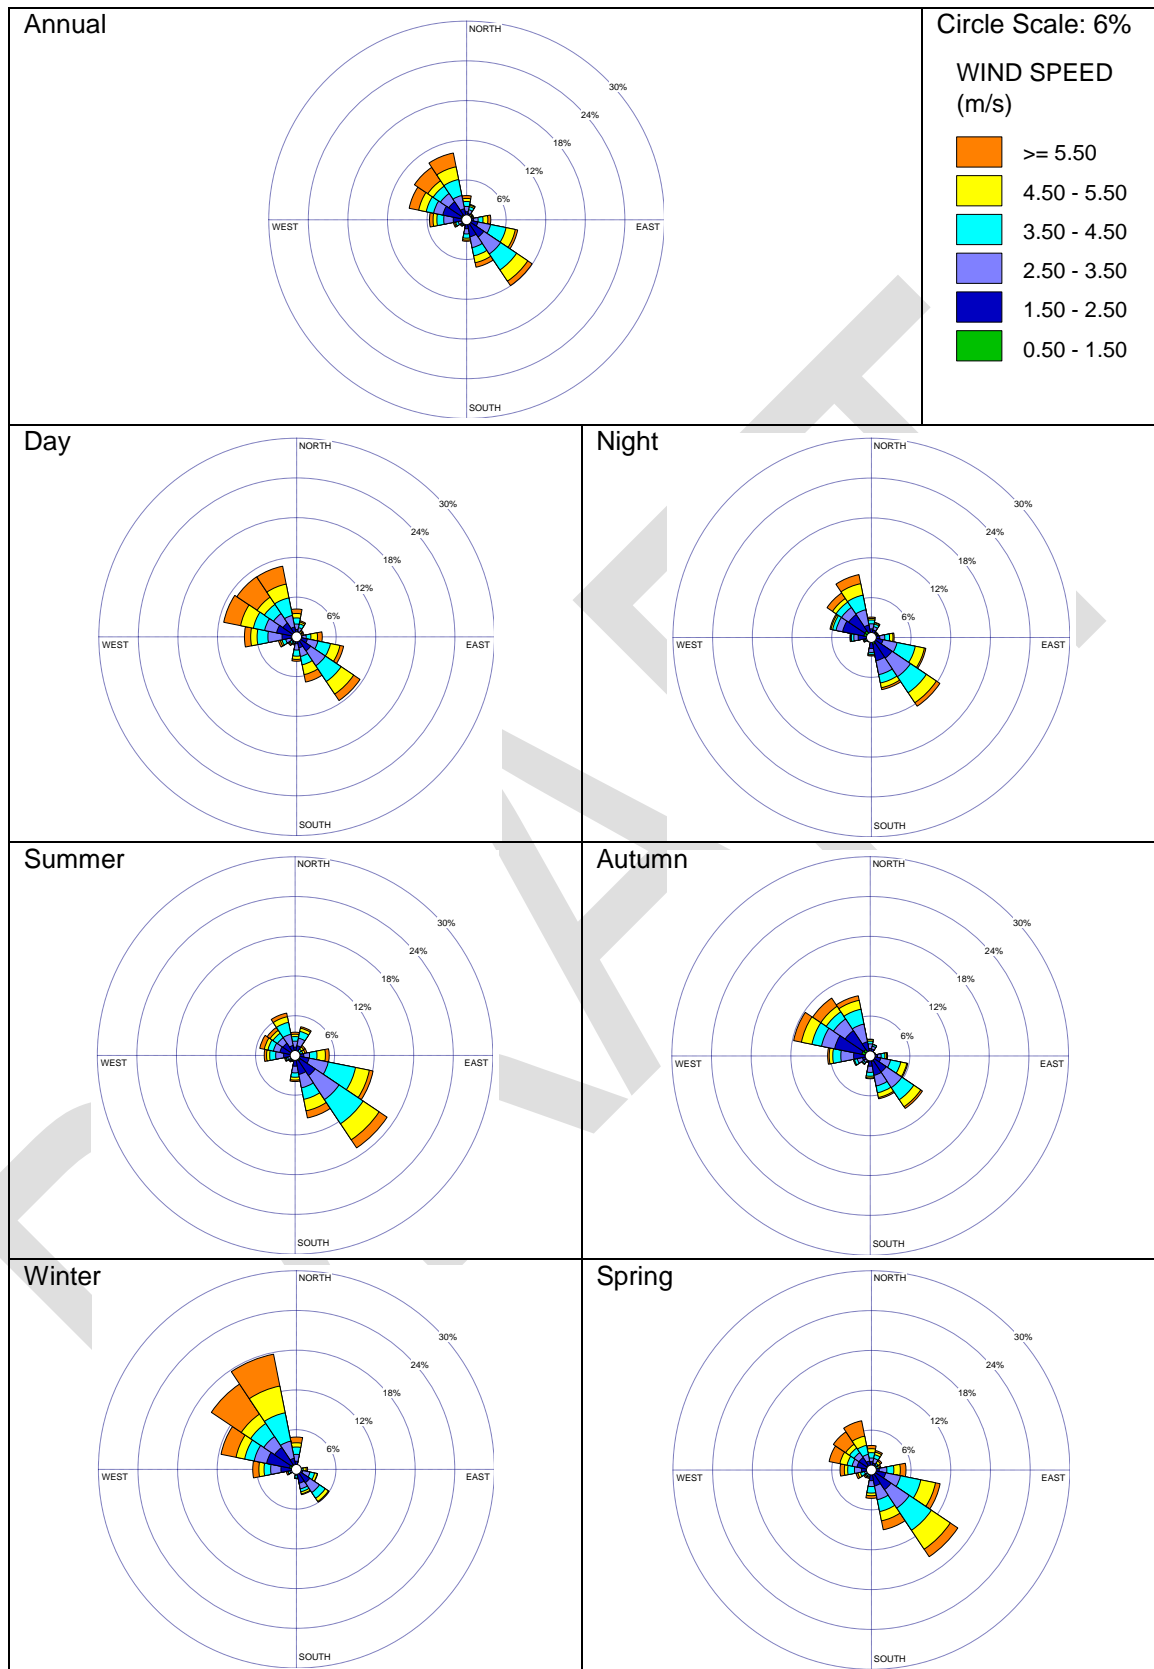 Annual
NORTH
30%
24%
18%
12%
6%
WEST
EAST
SOUTH
Circle Scale: 6%
WIND SPEED
(m/s)
>= 5.50
4.50 - 5.50
3.50 - 4.50
2.50 - 3.50
1.50 - 2.50
0.50 - 1.50
Day
NORTH
30%
24%
18%
12%
6%
WEST
EAST
SOUTH
Night
NORTH
30%
24%
18%
12%
6%
WEST
EAST
SOUTH
Summer
NORTH
30%
24%
18%
12%
6%
WEST
EAST
SOUTH
Autumn
NORTH
30%
24%
18%
12%
6%
WEST
EAST
SOUTH
Winter
NORTH
30%
24%
18%
12%
6%
WEST
EAST
SOUTH
Spring
NORTH
30%
24%
18%
12%
6%
WEST
EAST
SOUTH
DRAFT